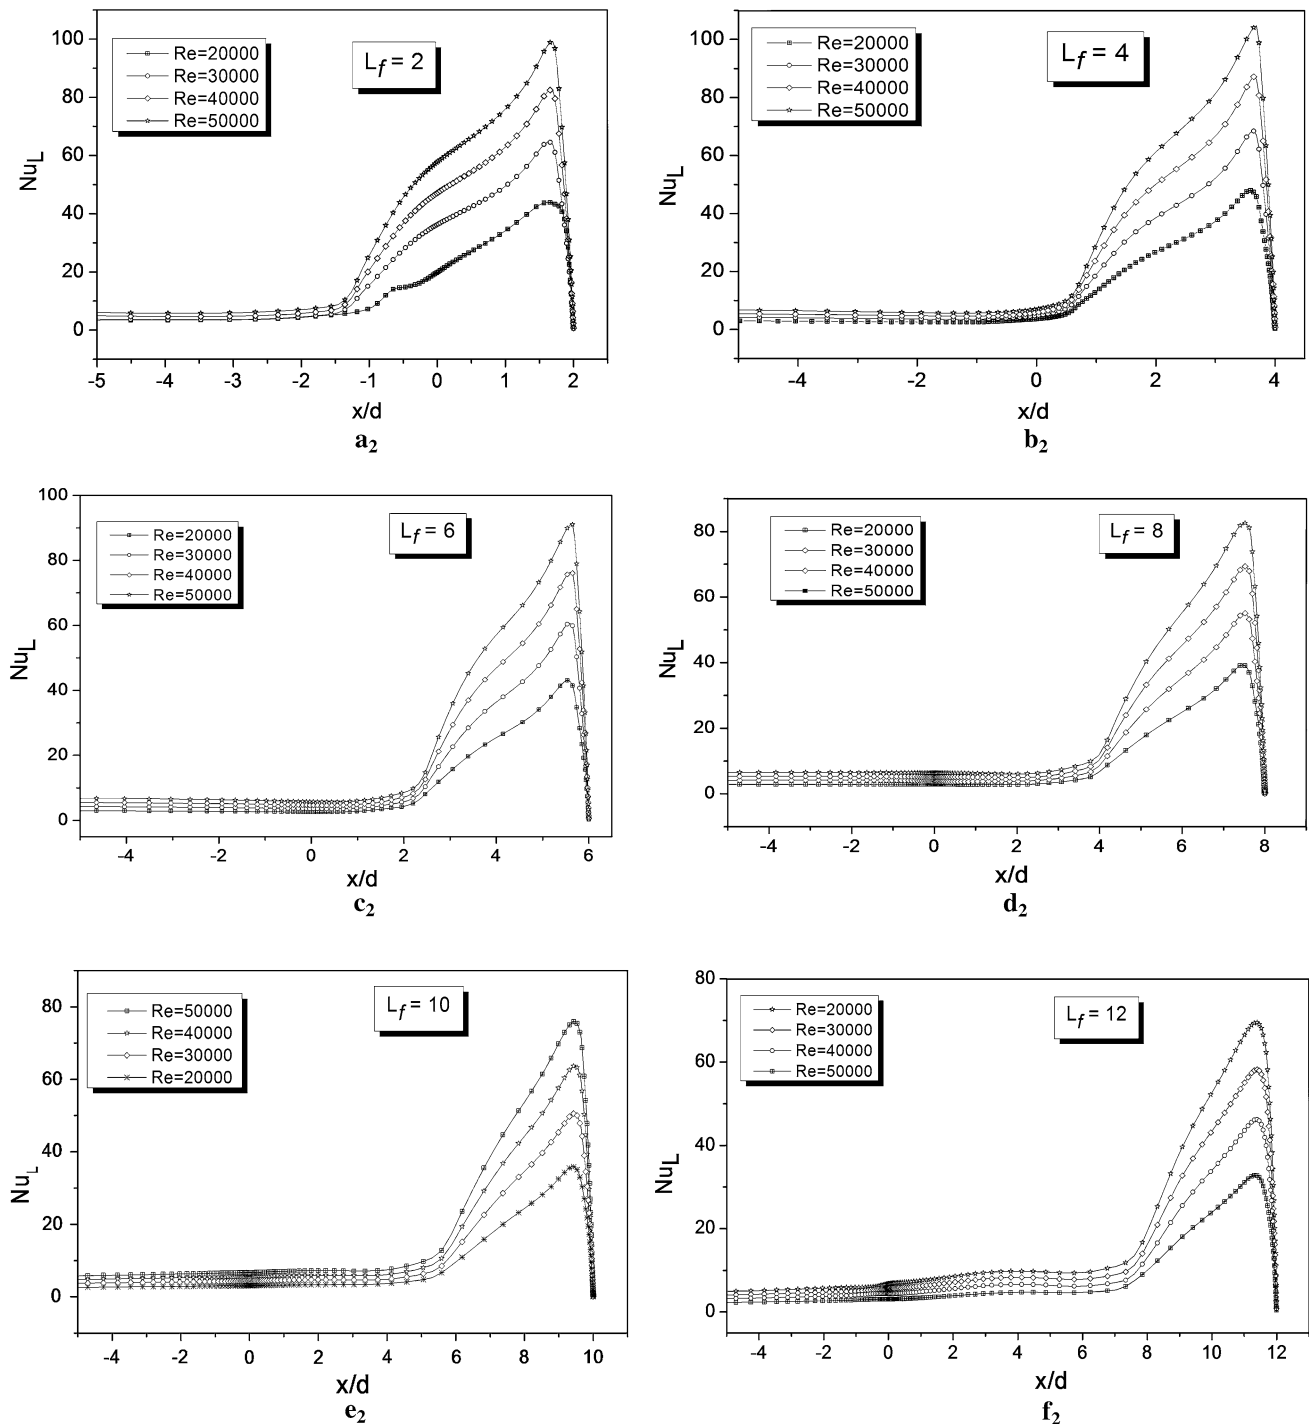 Re=20000
Re=30000
Re=40000
Re=50000
L_f = 2
100
80
60
40
20
0
Nu_L
-5 -4 -3 -2 -1 0 1 2
x/d
a_2
Re=20000
Re=30000
Re=40000
Re=50000
L_f = 4
100
80
60
40
20
0
Nu_L
-4 -2 0 2 4
x/d
b_2
Re=20000
Re=30000
Re=40000
Re=50000
L_f = 6
100
80
60
40
20
0
Nu_L
-4 -2 0 2 4 6
x/d
c_2
Re=20000
Re=30000
Re=40000
Re=50000
L_f = 8
80
60
40
20
0
Nu_L
-4 -2 0 2 4 6 8
x/d
d_2
Re=50000
Re=40000
Re=30000
Re=20000
L_f = 10
80
60
40
20
0
Nu_L
-4 -2 0 2 4 6 8 10
x/d
e_2
Re=20000
Re=30000
Re=40000
Re=50000
L_f = 12
80
60
40
20
0
Nu_L
-4 -2 0 2 4 6 8 10 12
x/d
f_2